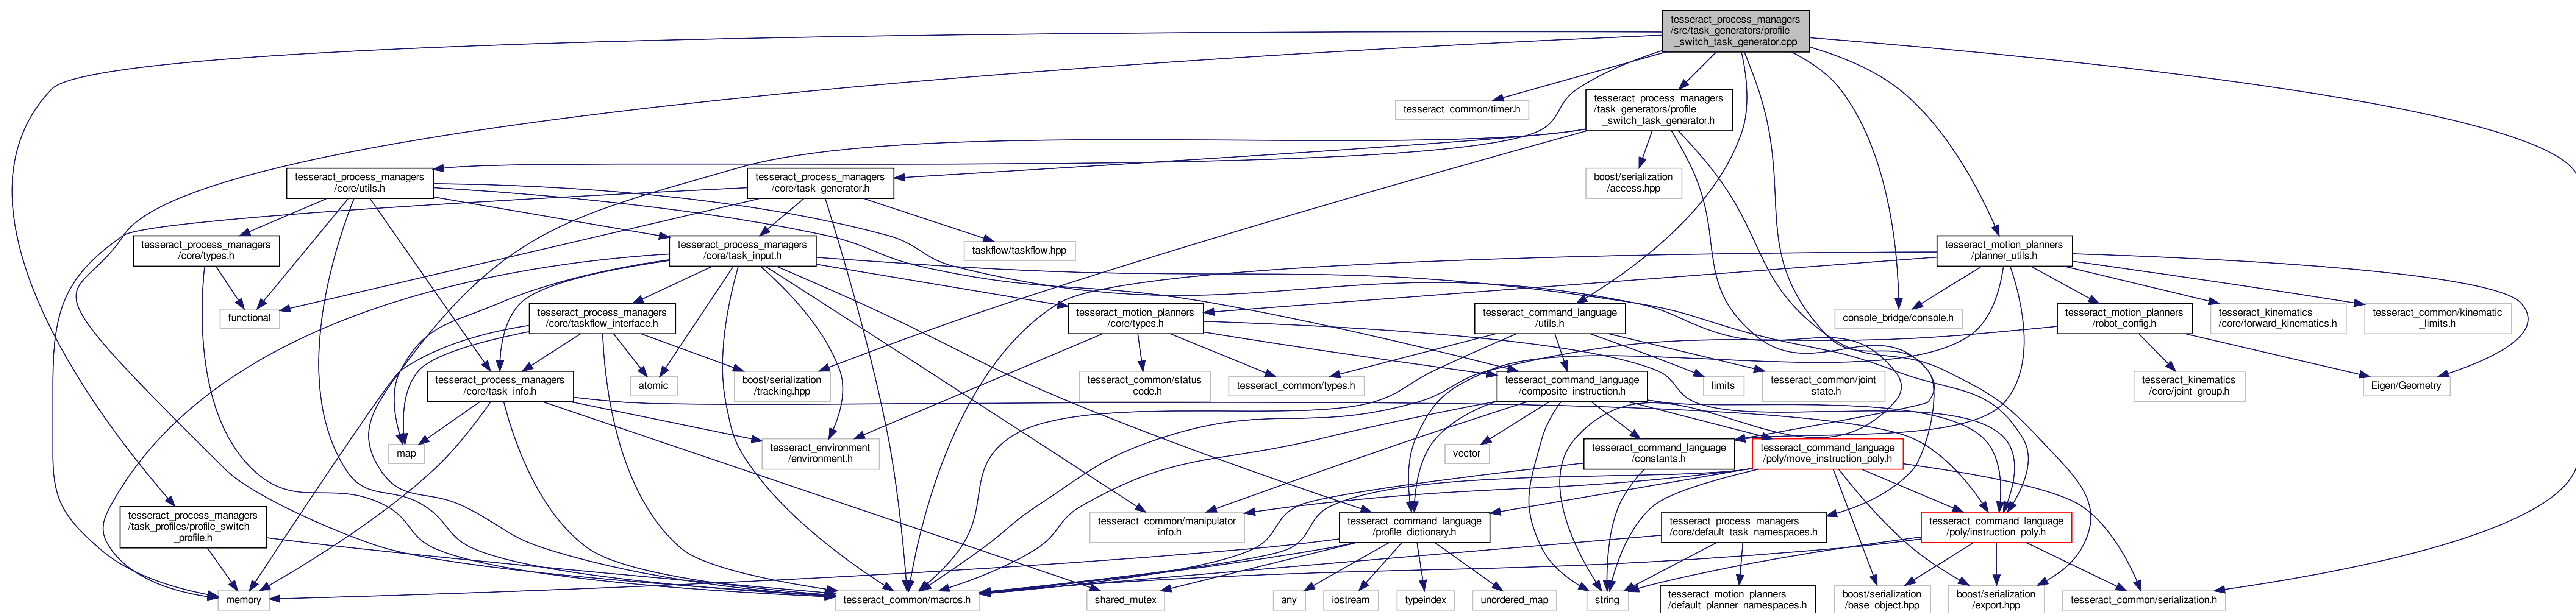 tesseract_process_managers
/src/task_generators/profile
_switch_task_generator.cpp
tesseract_common/timer.h
tesseract_process_managers
/task_generators/profile
_switch_task_generator.h
tesseract_process_managers
/core/utils.h
tesseract_process_managers
/core/task_generator.h
boost/serialization
/access.hpp
tesseract_process_managers
/core/types.h
tesseract_process_managers
/core/task_input.h
taskflow/taskflow.hpp
tesseract_motion_planners
/planner_utils.h
functional
tesseract_process_managers
/core/taskflow_interface.h
tesseract_motion_planners
/core/types.h
tesseract_command_language
/utils.h
console_bridge/console.h
tesseract_motion_planners
/robot_config.h
tesseract_kinematics
/core/forward_kinematics.h
tesseract_common/kinematic
_limits.h
tesseract_process_managers
/core/task_info.h
atomic
boost/serialization
/tracking.hpp
tesseract_common/status
_code.h
tesseract_common/types.h
tesseract_command_language
/composite_instruction.h
limits
tesseract_common/joint
_state.h
tesseract_kinematics
/core/joint_group.h
Eigen/Geometry
map
tesseract_environment
/environment.h
vector
tesseract_command_language
/constants.h
tesseract_command_language
/poly/move_instruction_poly.h
tesseract_process_managers
/task_profiles/profile_switch
_profile.h
tesseract_common/manipulator
_info.h
tesseract_command_language
/profile_dictionary.h
tesseract_process_managers
/core/default_task_namespaces.h
tesseract_command_language
/poly/instruction_poly.h
memory
tesseract_common/macros.h
shared_mutex
any
iostream
typeindex
unordered_map
string
tesseract_motion_planners
/default_planner_namespaces.h
boost/serialization
/base_object.hpp
boost/serialization
/export.hpp
tesseract_common/serialization.h